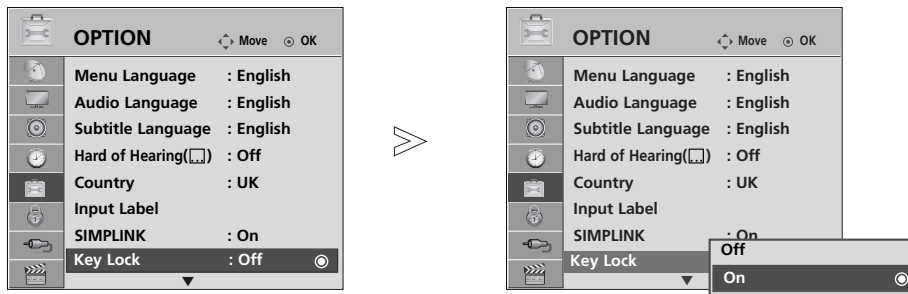 OPTION Move OK
Menu Language : English
Audio Language : English
Subtitle Language : English
Hard of Hearing( ) : Off
Country : UK
Input Label
SIMPLINK : On
Key Lock : Off
OPTION Move OK
Menu Language : English
Audio Language : English
Subtitle Language : English
Hard of Hearing( ) : Off
Country : UK
Input Label
SIMPLINK : On
Key Lock
Off
On